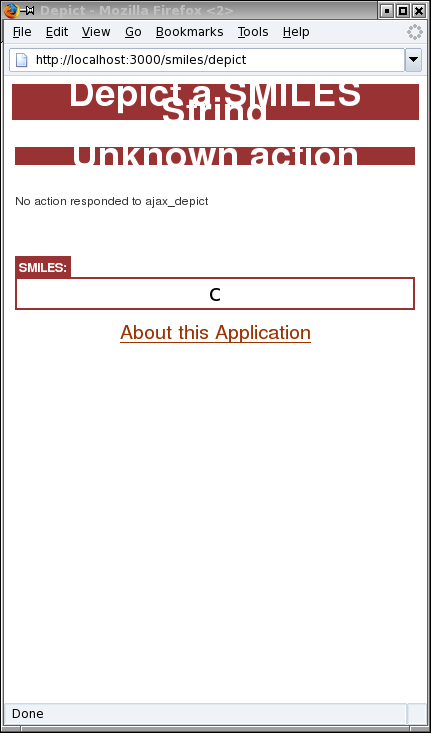 Depict - Mozilla Firefox <2>
File Edit View Go Bookmarks Tools Help
http://localhost:3000/smiles/depict
Depict a SMILES
String
Unknown action
No action responded to ajax_depict
SMILES:
C
About this Application
Done